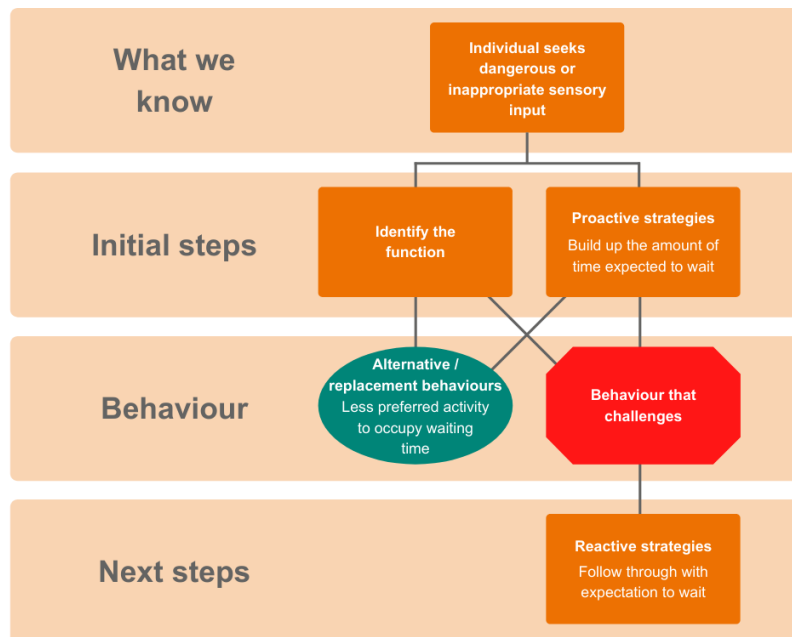 What we
know
Individual seeks
dangerous or
inappropriate sensory
input
Initial steps
Identify the
function
Proactive strategies
Build up the amount of
time expected to wait
Behaviour
Alternative /
replacement behaviours
Less preferred activity
to occupy waiting
time
Behaviour that
challenges
Next steps
Reactive strategies
Follow through with
expectation to wait